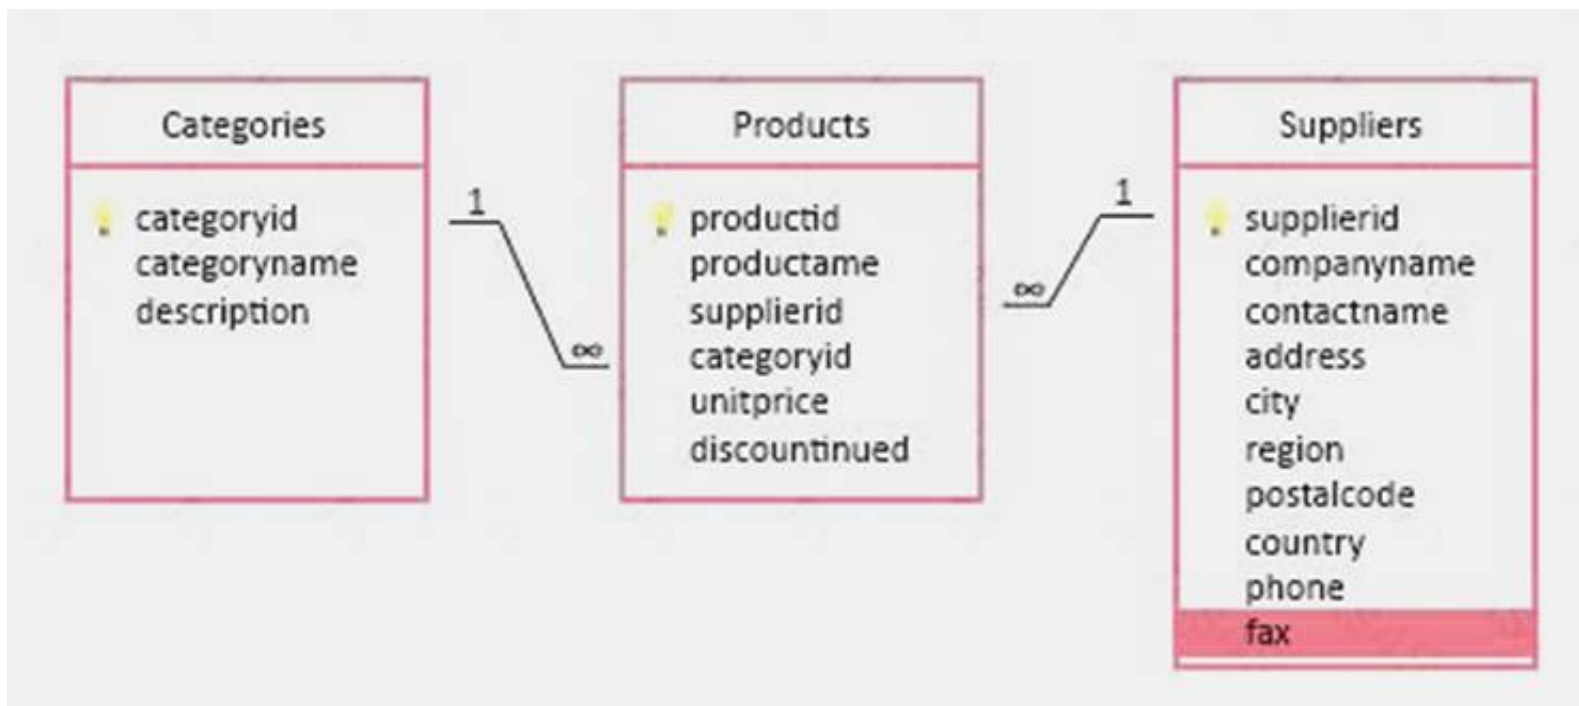 Categories
categoryid
categoryname
description
1
∞
Products
productid
productame
supplierid
categoryid
unitprice
discountinued
1
∞
Suppliers
supplierid
companyname
contactname
address
city
region
postalcode
country
phone
fax